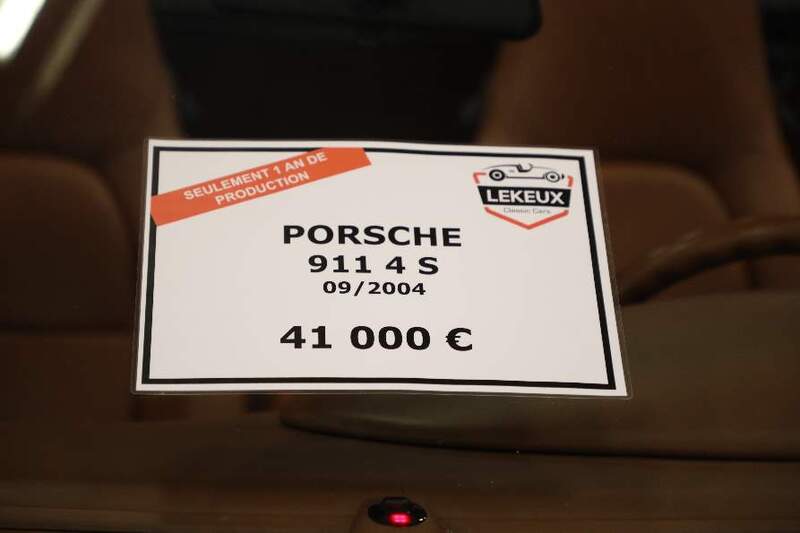 SEULEMENT 1 AN DE
PRODUCTION
LEKEUX
Classic Cars
PORSCHE
911 4 S
09/2004
41 000 €